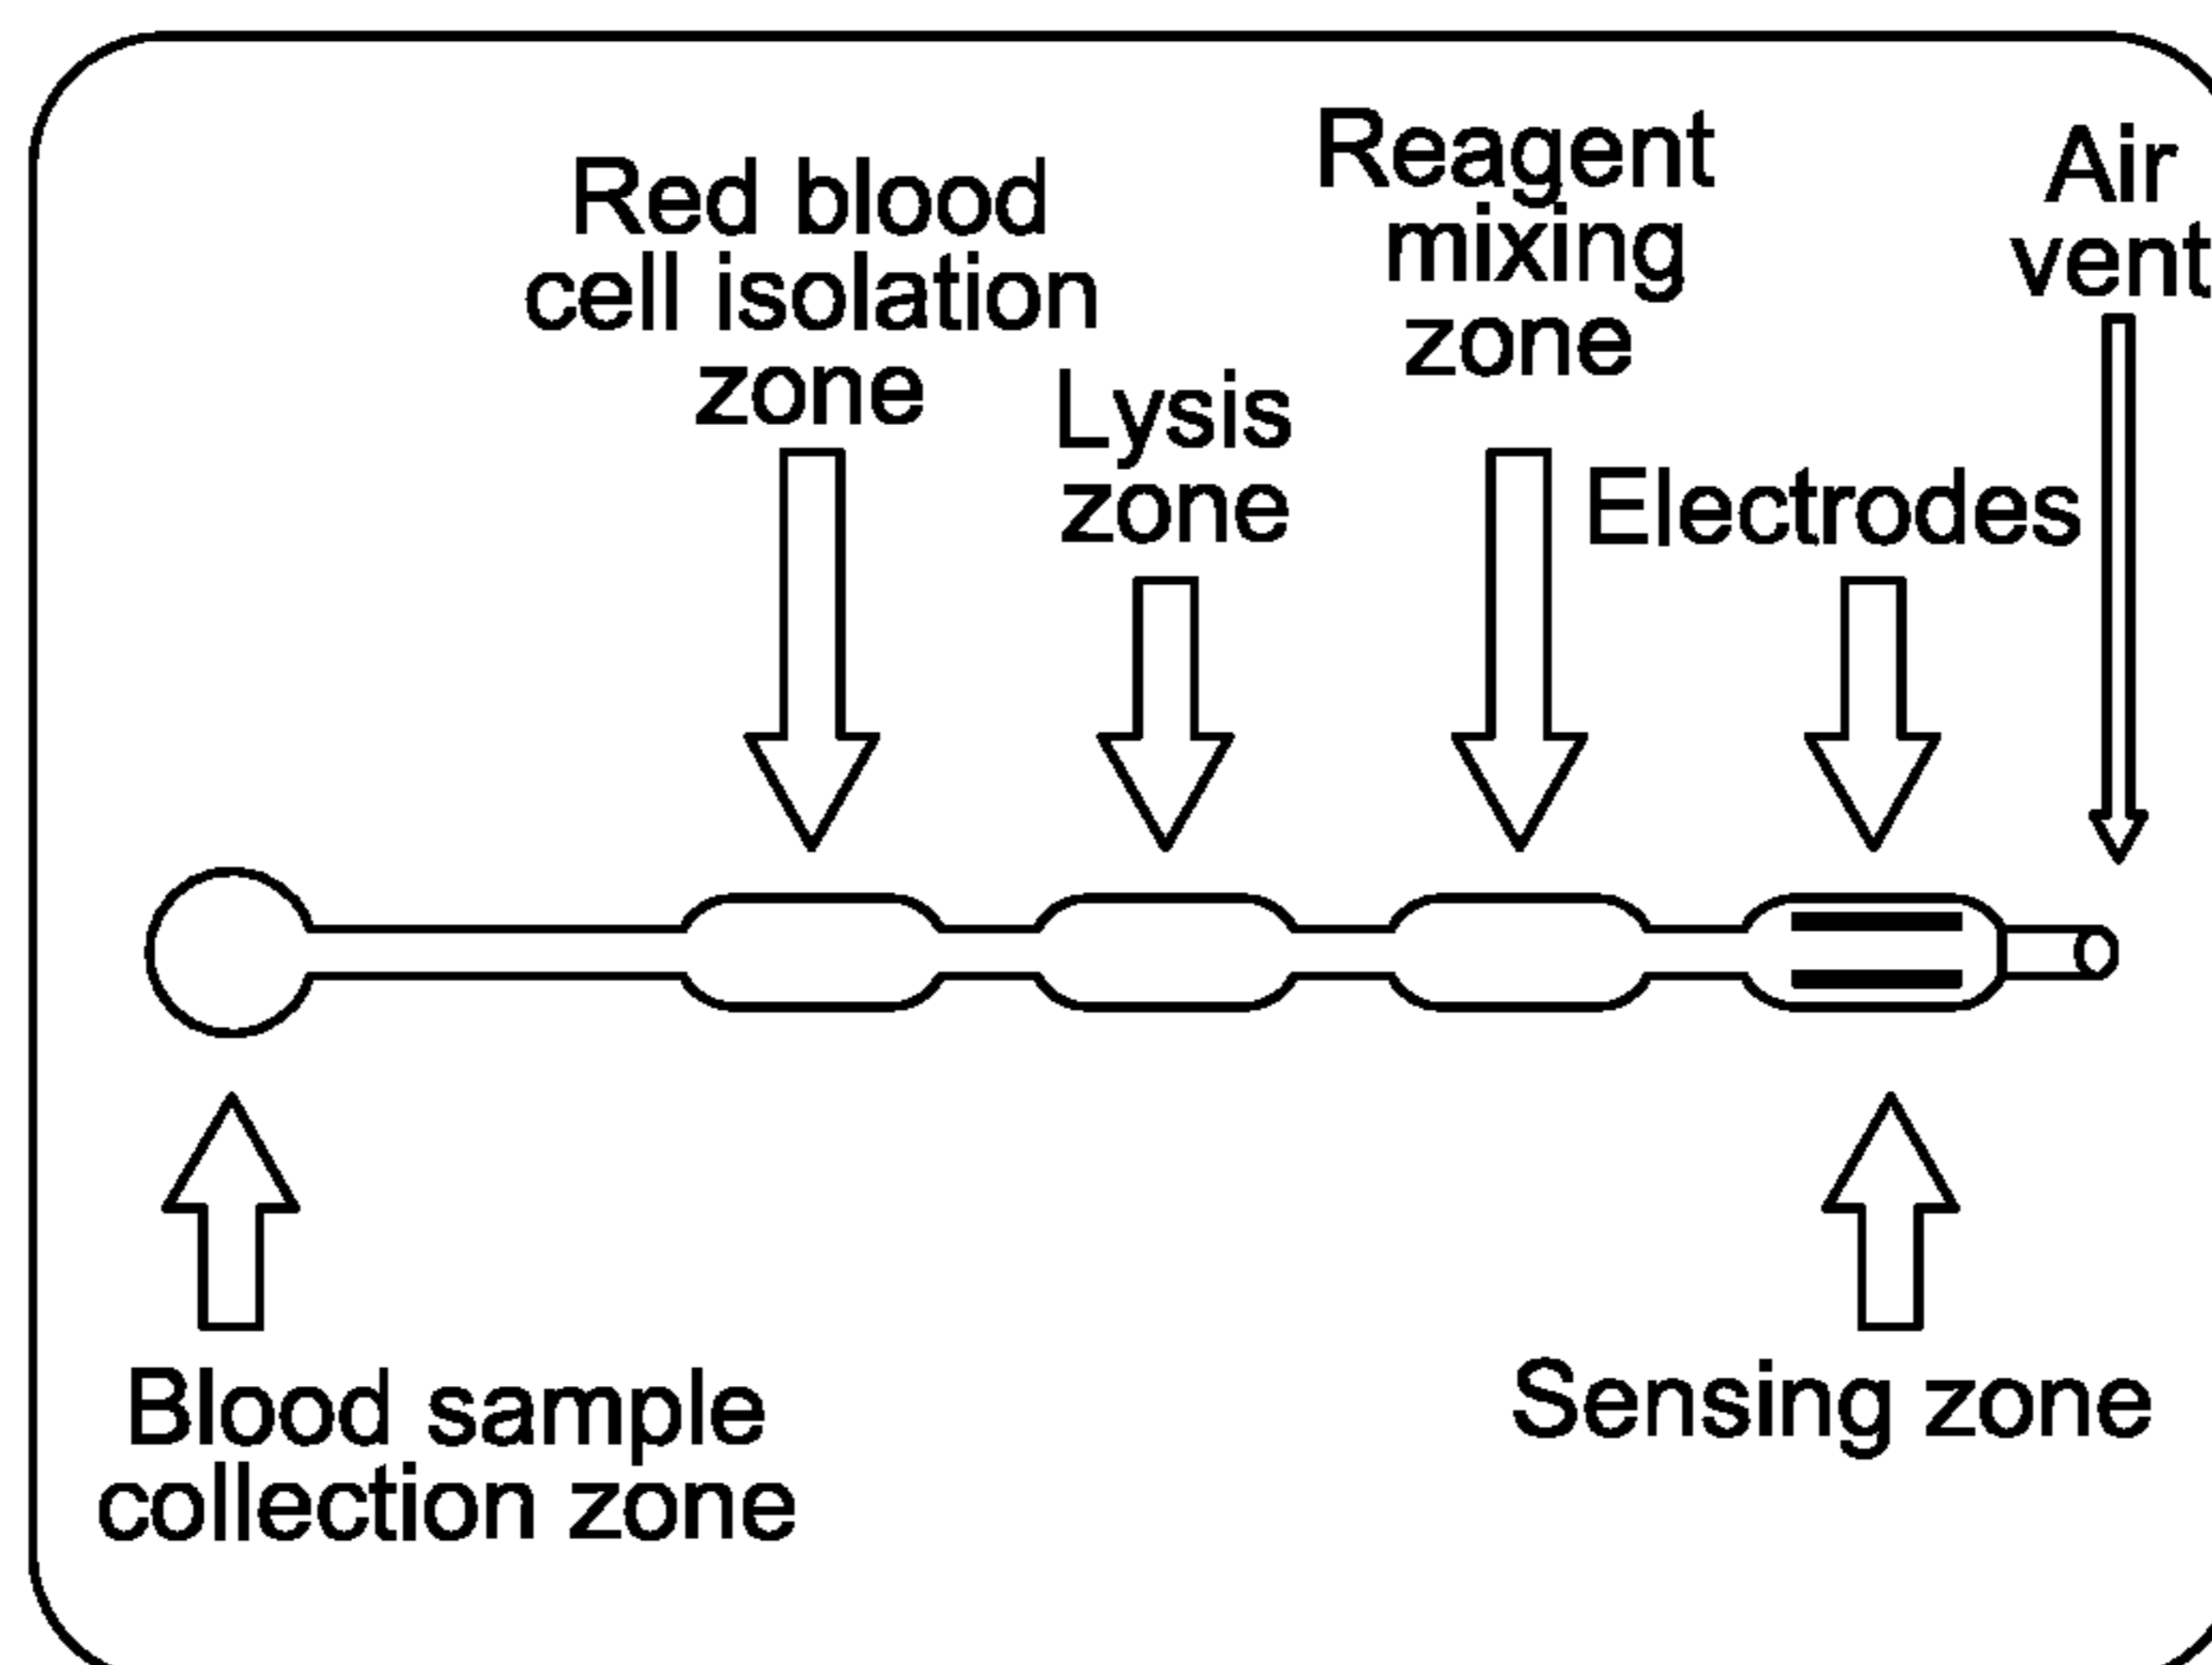 Red blood
cell isolation
zone
Lysis
zone
Reagent
mixing
zone
Electrodes
Air
vent
Blood sample
collection zone
Sensing zone